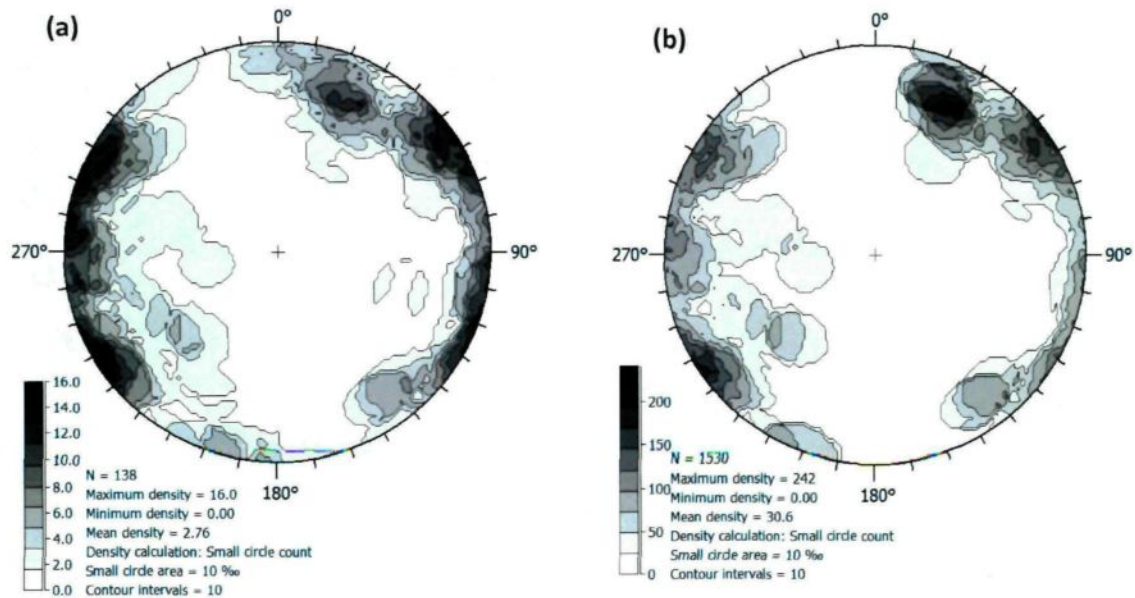 (a)
0°
270°
90°
180°
16.0
14.0
12.0
10.0
8.0
6.0
4.0
2.0
0.0
N = 138
Maximum density = 16.0
Minimum density = 0.00
Mean density = 2.76
Density calculation: Small circle count
Small circle area = 10 ‰
Contour intervals = 10
(b)
0°
270°
90°
180°
200
150
100
50
0
N = 1530
Maximum density = 242
Minimum density = 0.00
Mean density = 30.6
Density calculation: Small circle count
Small circle area = 10 ‰
Contour intervals = 10